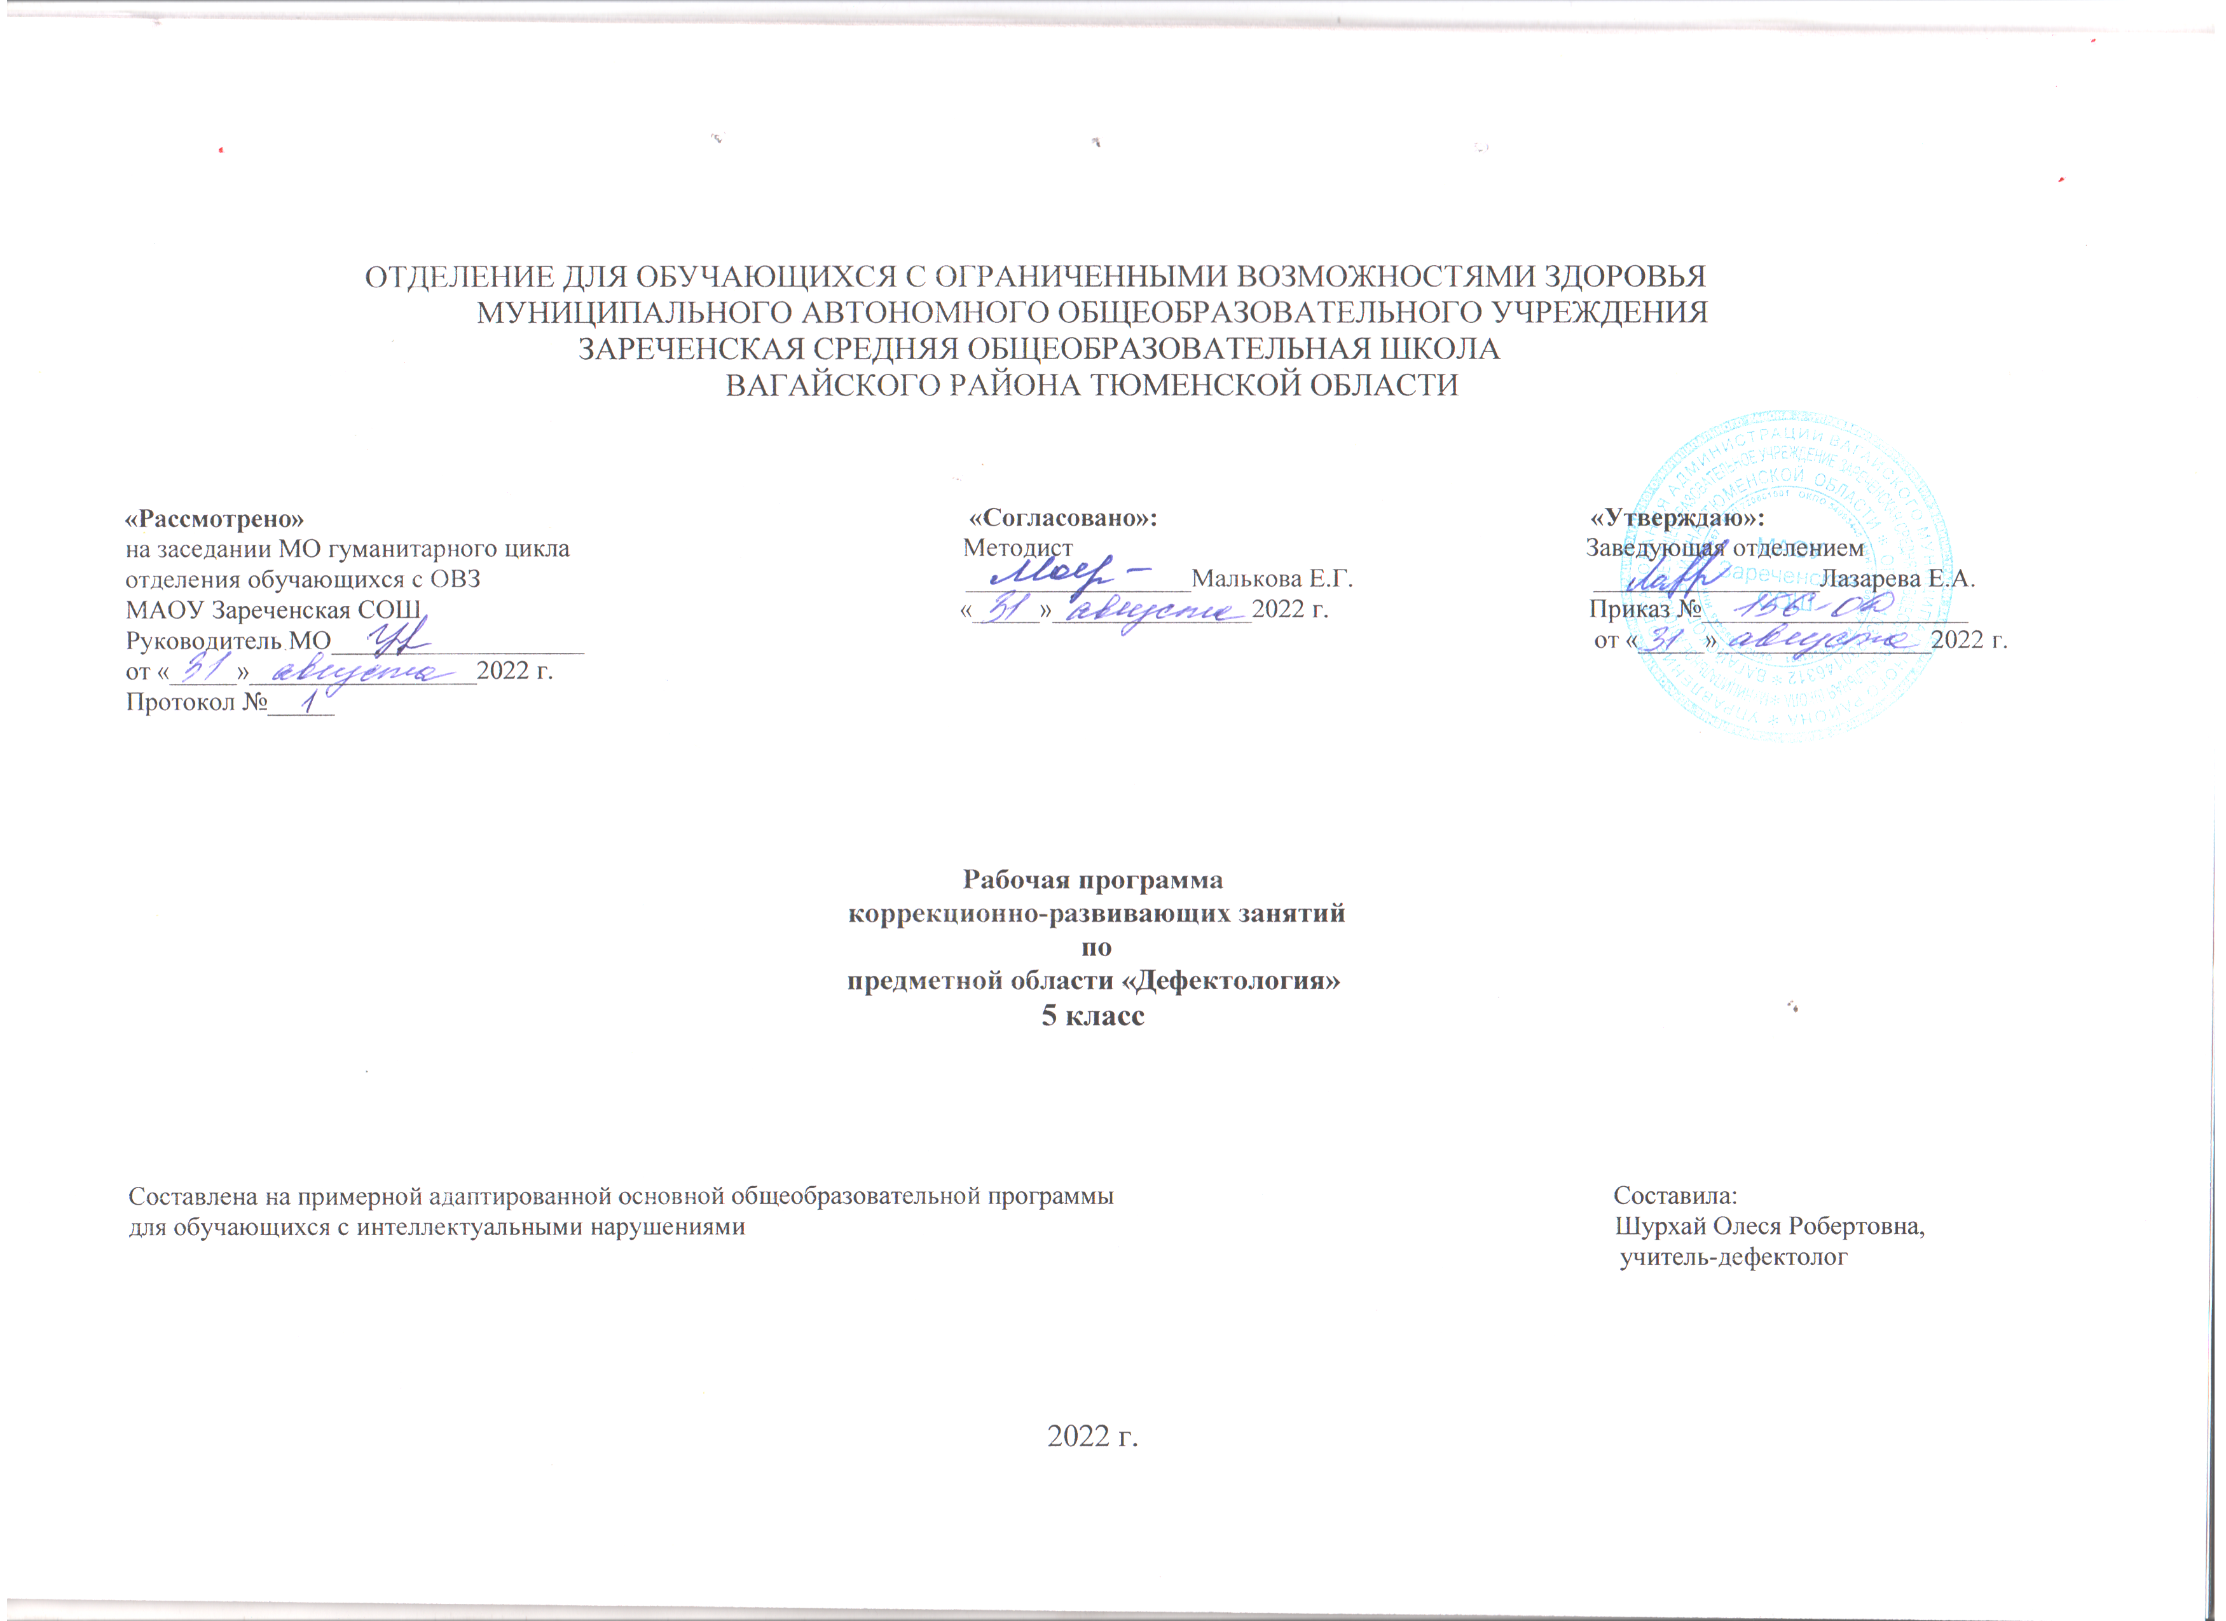 ОТДЕЛЕНИЕ ДЛЯ ОБУЧАЮЩИХСЯ С ОГРАНИЧЕННЫМИ ВОЗМОЖНОСТЯМИ ЗДОРОВЬЯ
МУНИЦИПАЛЬНОГО АВТОНОМНОГО ОБЩЕОБРАЗОВАТЕЛЬНОГО УЧРЕЖДЕНИЯ
ЗАРЕЧЕНСКАЯ СРЕДНЯЯ ОБЩЕОБРАЗОВАТЕЛЬНАЯ ШКОЛА
ВАГАЙСКОГО РАЙОНА ТЮМЕНСКОЙ ОБЛАСТИ
«Рассмотрено»
на заседании МО гуманитарного цикла
отделения обучающихся с ОВЗ
МАОУ Зареченская СОШ
Руководитель МО
от «31» августа 2022 г.
Протокол № 1
«Согласовано»:
Методист
Малькова Е.Г.
«31» августа 2022 г.
«Утверждаю»:
Заведующая отделением
Лазарева Е.А.
Приказ № 156-ОД
от «31» августа 2022 г.
Рабочая программа
коррекционно-развивающих занятий
по
предметной области «Дефектология»
5 класс
Составлена на примерной адаптированной основной общеобразовательной программы
для обучающихся с интеллектуальными нарушениями
Составила:
Шурхай Олеся Робертовна,
учитель-дефектолог
2022 г.